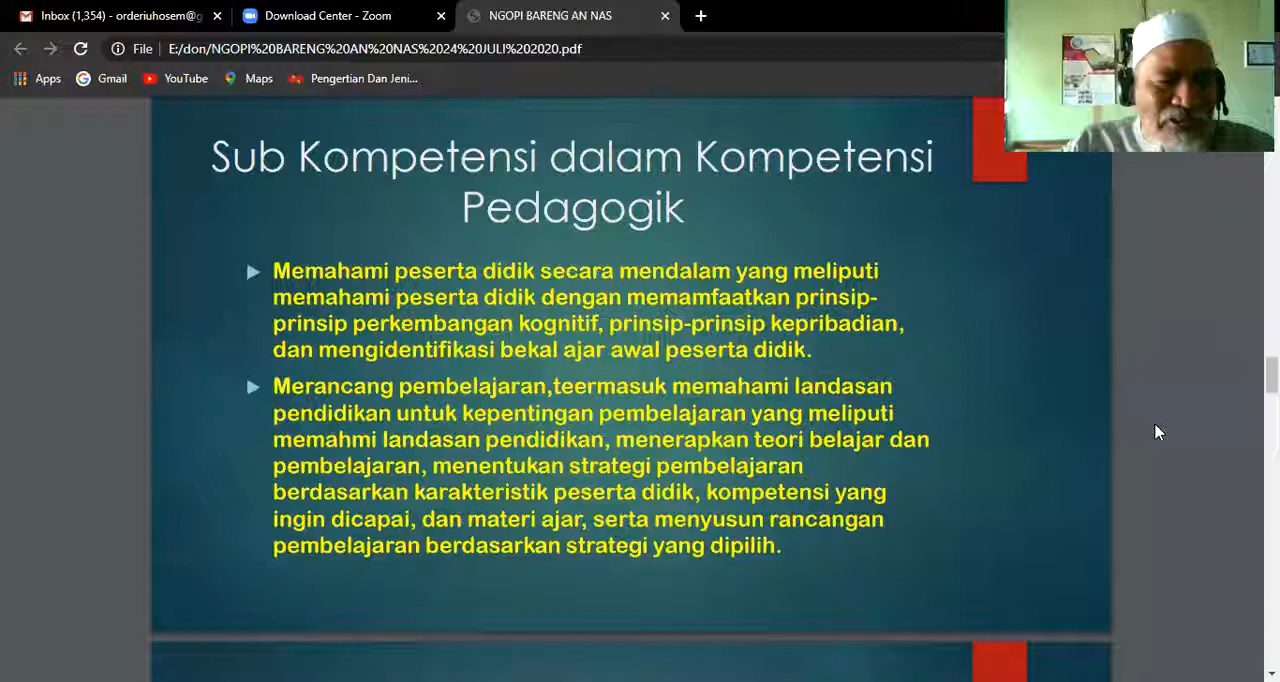 Inbox (1,354) - orderiuhosem@g
Download Center - Zoom
NGOPI BARENG AN NAS
File
E:/don/NGOPI%20BARENG%20AN%20NAS%2024%20JULI%202020.pdf
Apps
Gmail
YouTube
Maps
Pengertian Dan Jeni...
Sub Kompetensi dalam Kompetensi
Pedagogik
Memahami peserta didik secara mendalam yang meliputi
memahami peserta didik dengan memamfaatkan prinsip-
prinsip perkembangan kognitif, prinsip-prinsip kepribadian,
dan mengidentifikasi bekal ajar awal peserta didik.
Merancang pembelajaran,teermasuk memahami landasan
pendidikan untuk kepentingan pembelajaran yang meliputi
memahmi landasan pendidikan, menerapkan teori belajar dan
pembelajaran, menentukan strategi pembelajaran
berdasarkan karakteristik peserta didik, kompetensi yang
ingin dicapai, dan materi ajar, serta menyusun rancangan
pembelajaran berdasarkan strategi yang dipilih.